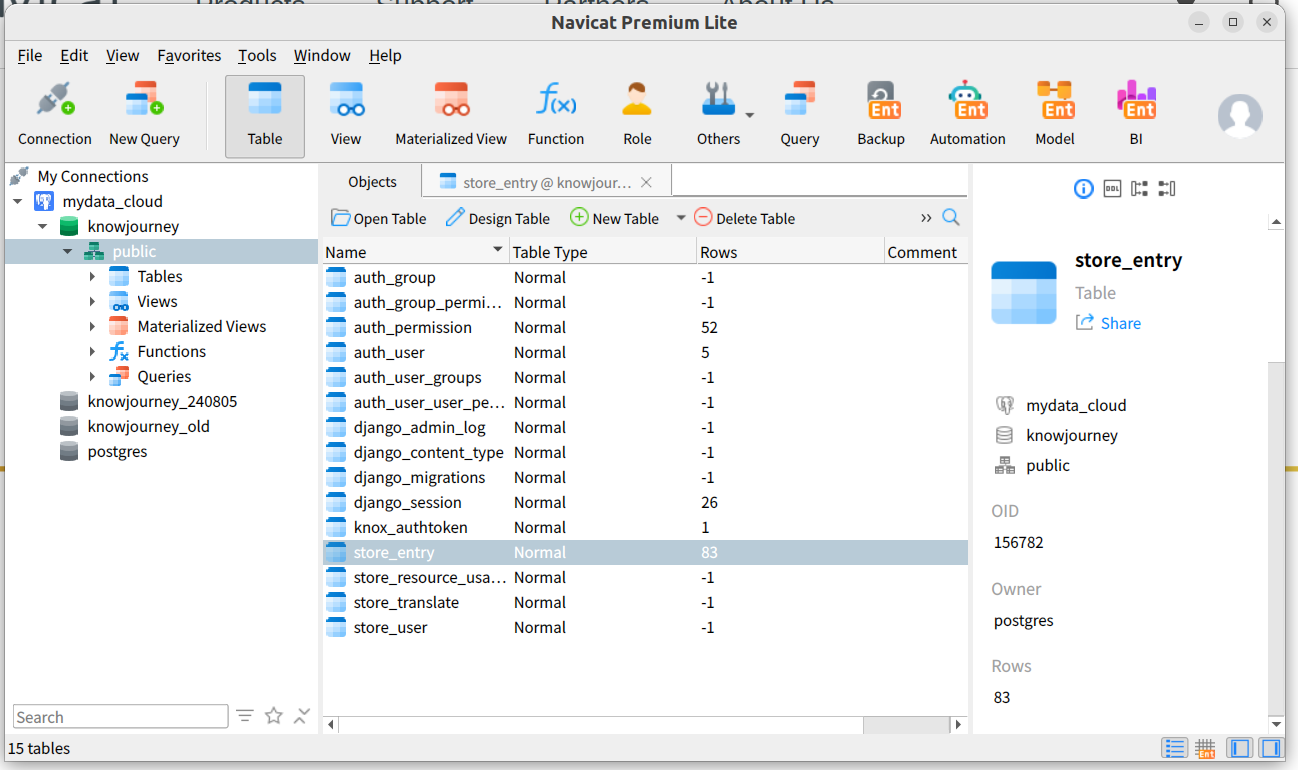 Navicat Premium Lite
File Edit View Favorites Tools Window Help
Connection New Query Table View Materialized View Function Role Others Query Backup Automation Model BI
Ent Ent Ent Ent
My Connections
mydata_cloud
knowjourney
public
Tables
Views
Materialized Views
Functions
Queries
knowjourney_240805
knowjourney_old
postgres
Search
Objects store_entry @ knowjour...
Open Table Design Table New Table Delete Table
Name Table Type Rows Comment
auth_group Normal -1
auth_group_permi... Normal -1
auth_permission Normal 52
auth_user Normal 5
auth_user_groups Normal -1
auth_user_user_pe... Normal -1
django_admin_log Normal -1
django_content_type Normal -1
django_migrations Normal -1
django_session Normal 26
knox_authtoken Normal 1
store_entry Normal 83
store_resource_usa... Normal -1
store_translate Normal -1
store_user Normal -1
DDL
store_entry
Table
Share
mydata_cloud
knowjourney
public
OID
156782
Owner
postgres
Rows
83
15 tables
Ent